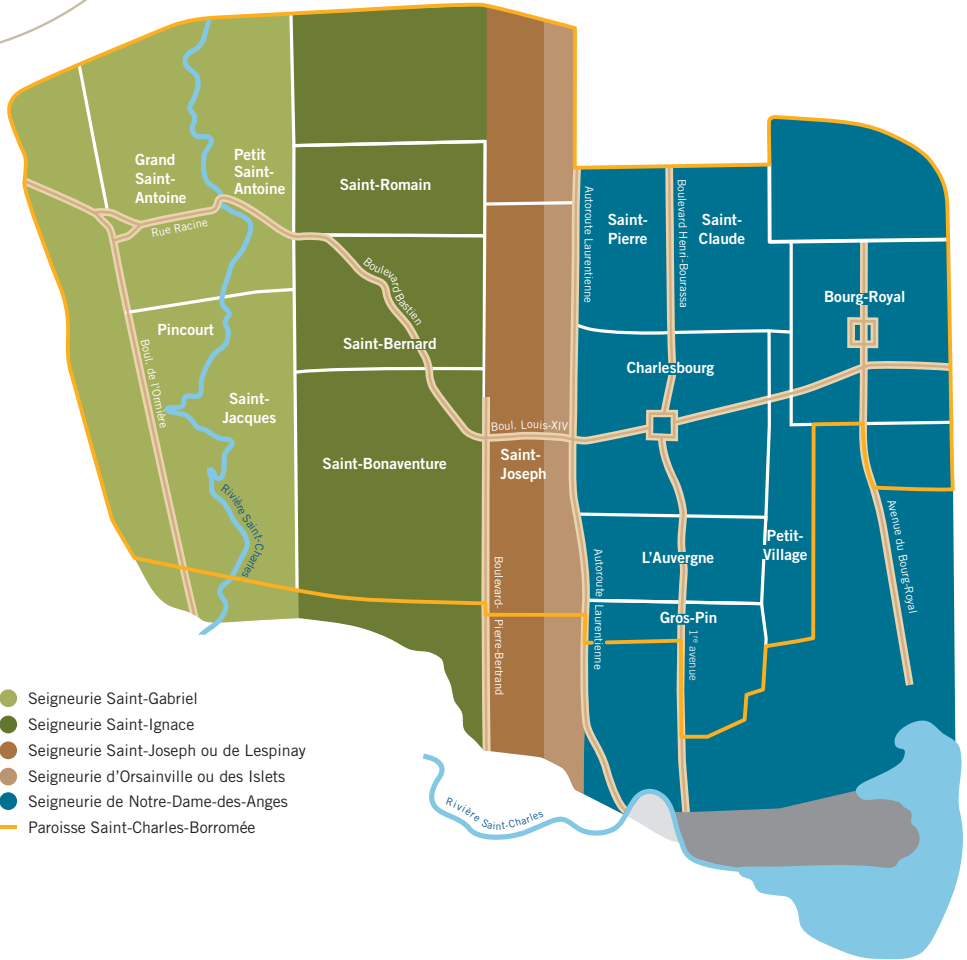 Grand
Saint-
Antoine
Petit
Saint-
Antoine
Rue Racine
Saint-Romain
Boulevard Bastien
Saint-Bernard
Pincourt
Boul. de l'Ormière
Saint-
Jacques
Saint-Bonaventure
Rivière Saint-Charles
Boul. Louis-XIV
Saint-
Joseph
Boulevard-
Pierre-Bertrand
Autoroute Laurentienne
Saint-
Pierre
Boulevard Henri-Bourassa
Saint-
Claude
Bourg-Royal
Charlesbourg
Autoroute Laurentienne
L'Auvergne
Petit-
Village
Gros-Pin
1re avenue
Avenue du Bourg-Royal
Rivière Saint-Charles
Seigneurie Saint-Gabriel
Seigneurie Saint-Ignace
Seigneurie Saint-Joseph ou de Lespinay
Seigneurie d'Orsainville ou des Islets
Seigneurie de Notre-Dame-des-Anges
Paroisse Saint-Charles-Borromée